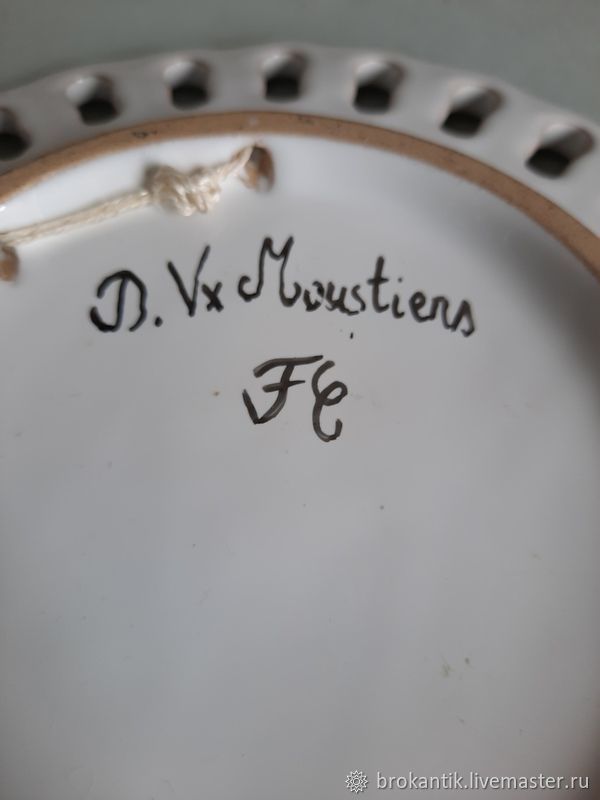 D. Vx Moustiers
FC
brokantik.livemaster.ru